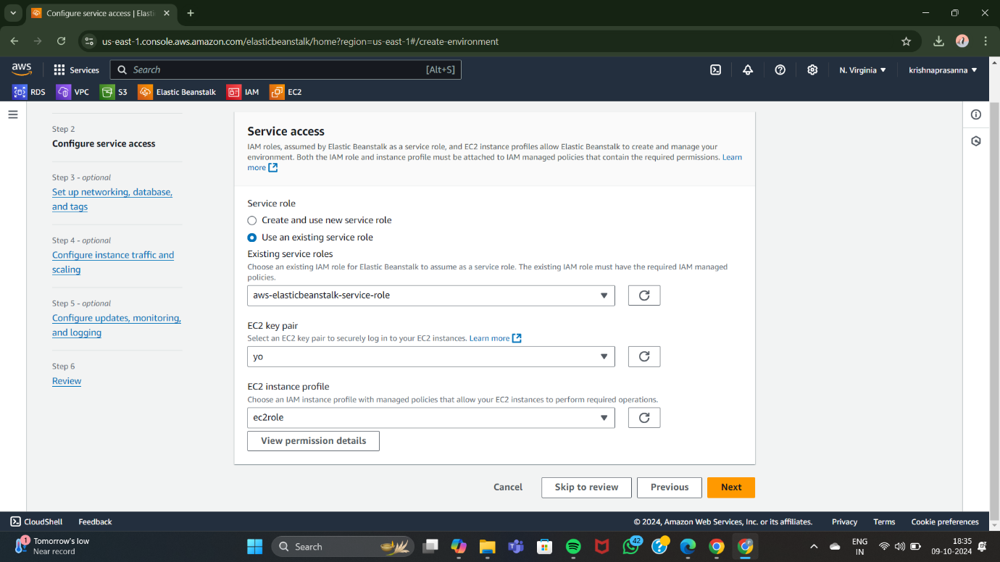 Configure service access | Elasti
us-east-1.console.aws.amazon.com/elasticbeanstalk/home?region=us-east-1#/create-environment
aws
Services
Search
[Alt+S]
N. Virginia
krishnaprasanna
RDS
VPC
S3
Elastic Beanstalk
IAM
EC2
Step 2
Configure service access
Step 3 - optional
Set up networking, database,
and tags
Step 4 - optional
Configure instance traffic and
scaling
Step 5 - optional
Configure updates, monitoring,
and logging
Step 6
Review
Service access
IAM roles, assumed by Elastic Beanstalk as a service role, and EC2 instance profiles allow Elastic Beanstalk to create and manage your
environment. Both the IAM role and instance profile must be attached to IAM managed policies that contain the required permissions. Learn
more
Service role
Create and use new service role
Use an existing service role
Existing service roles
Choose an existing IAM role for Elastic Beanstalk to assume as a service role. The existing IAM role must have the required IAM managed
policies.
aws-elasticbeanstalk-service-role
EC2 key pair
Select an EC2 key pair to securely log in to your EC2 instances. Learn more
yo
EC2 instance profile
Choose an IAM instance profile with managed policies that allow your EC2 instances to perform required operations.
ec2role
View permission details
Cancel
Skip to review
Previous
Next
CloudShell
Feedback
© 2024, Amazon Web Services, Inc. or its affiliates.
Privacy
Terms
Cookie preferences
1
Tomorrow's low
Near record
Search
42
ENG
IN
18:35
09-10-2024